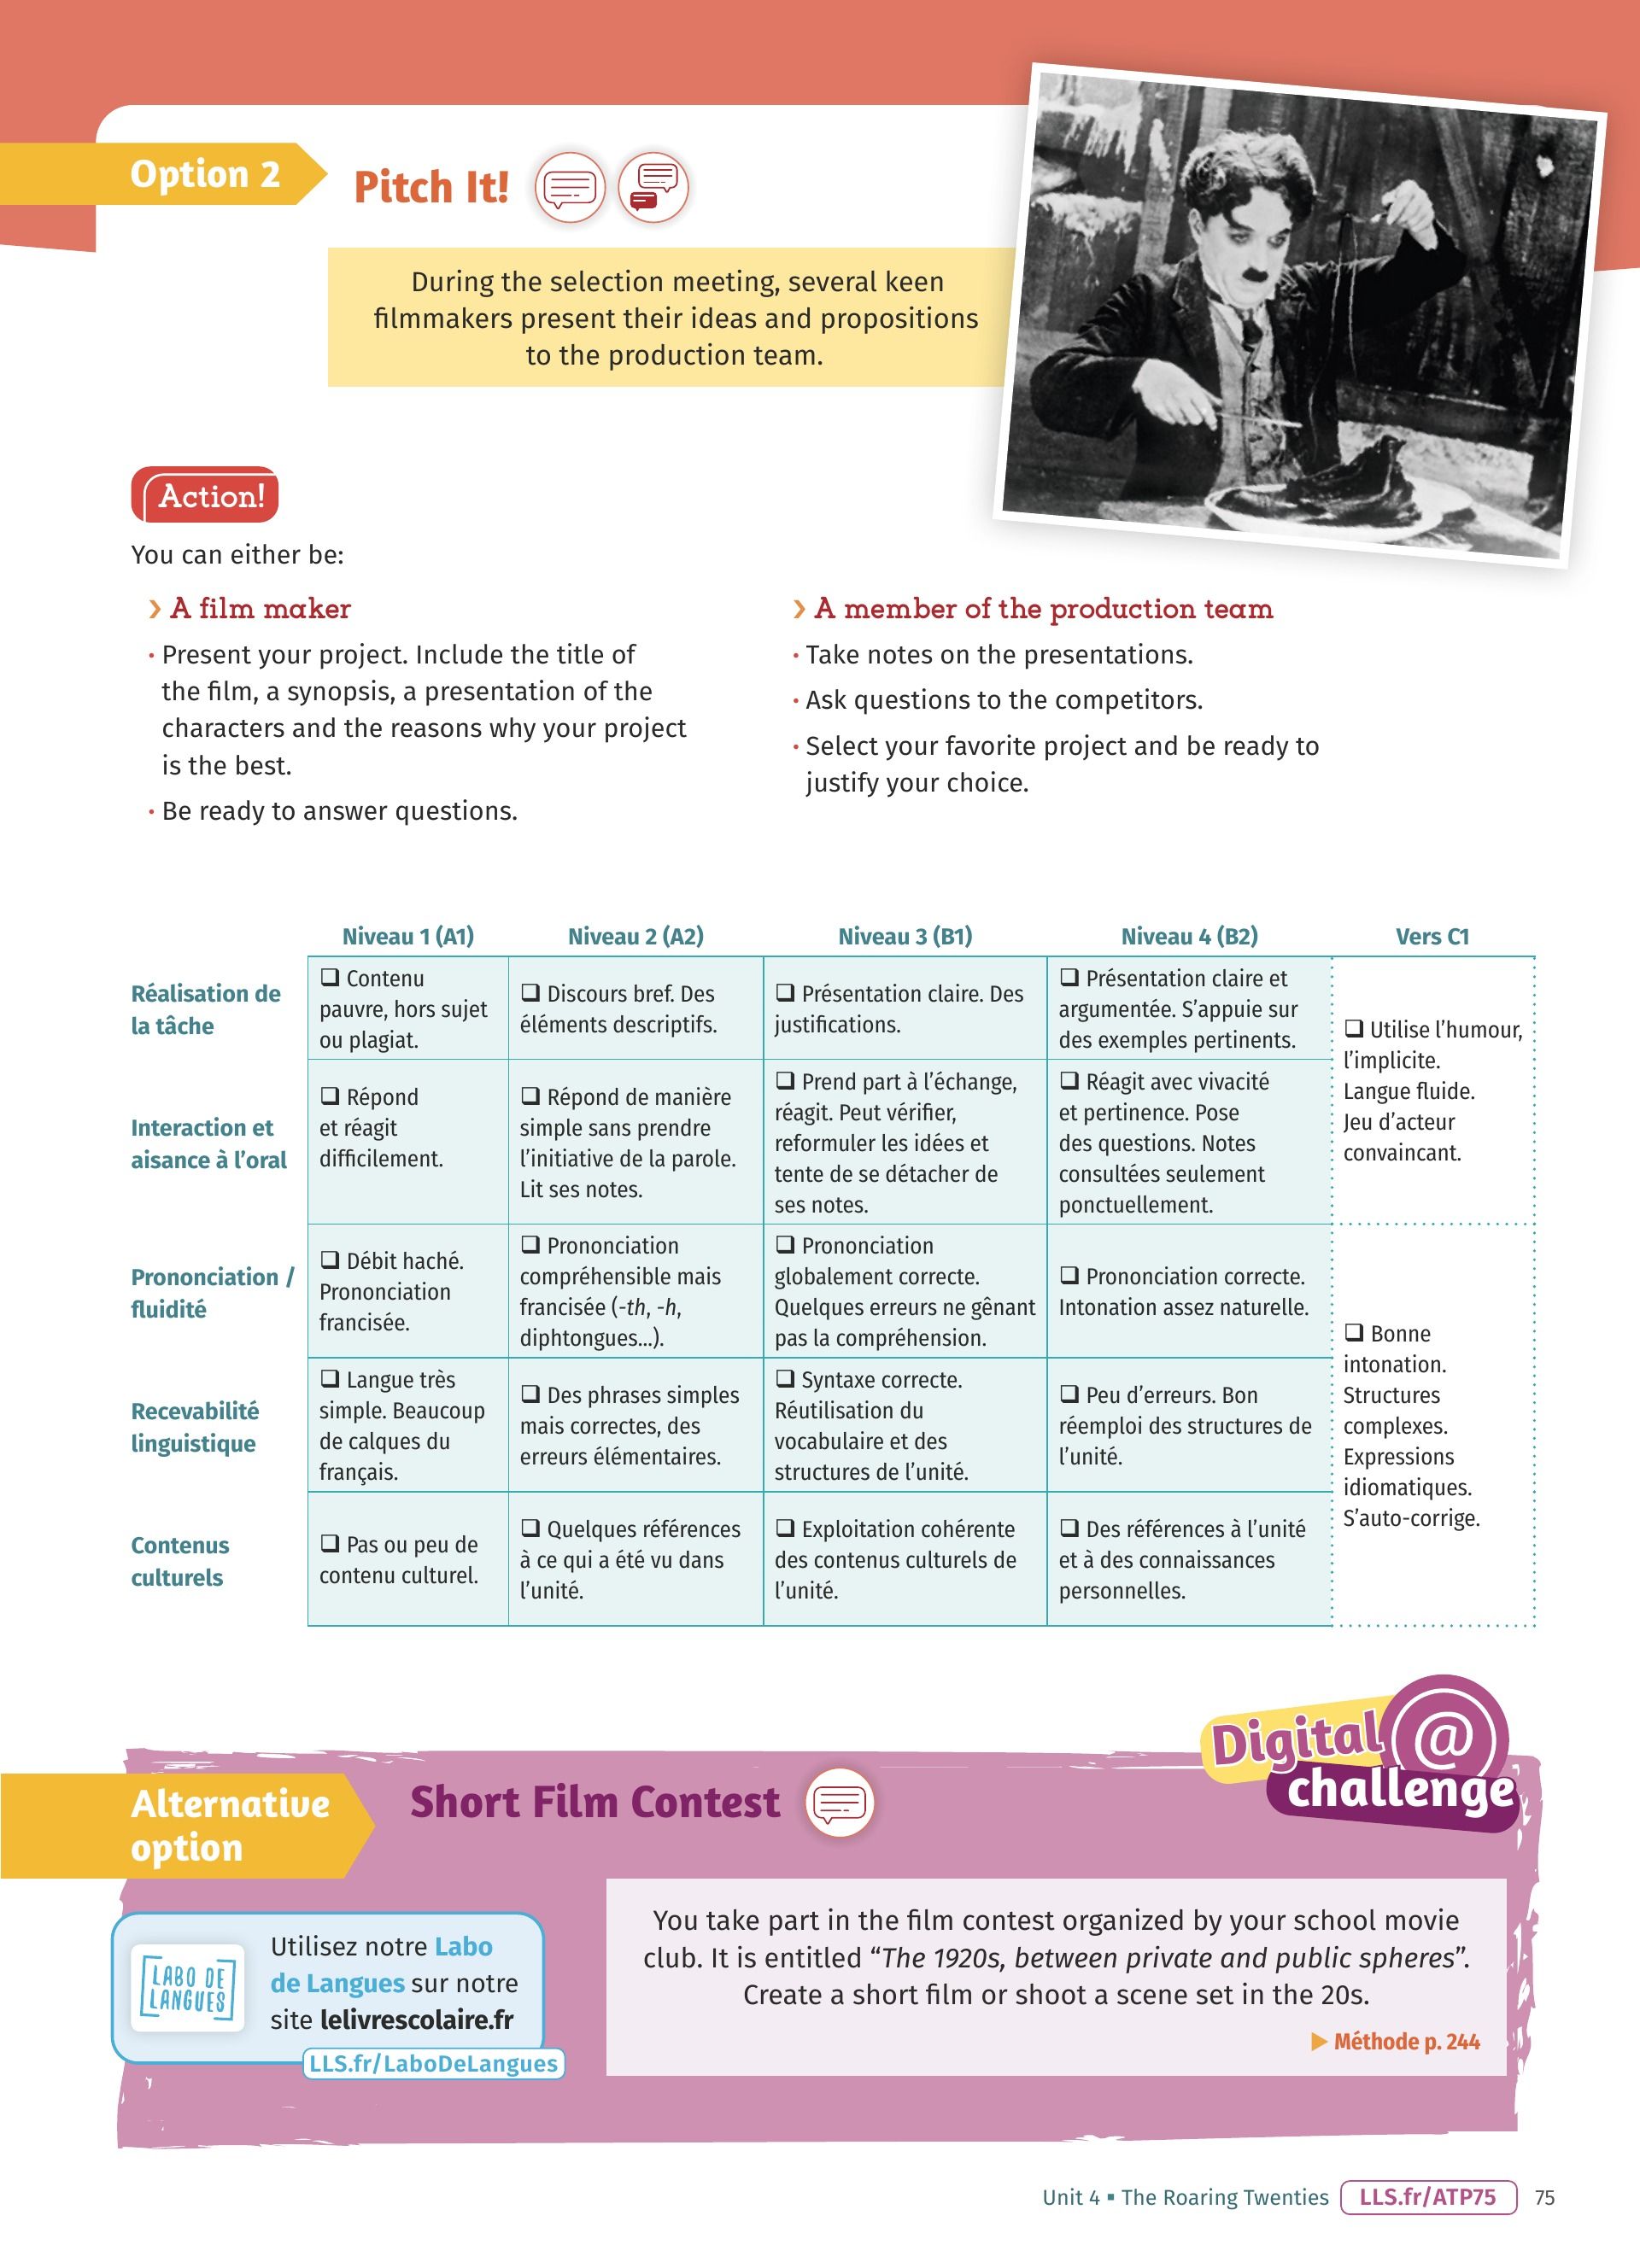 Option 2
Pitch It!
During the selection meeting, several keen
filmmakers present their ideas and propositions
to the production team.
Action!
You can either be:
› A film maker
· Present your project. Include the title of
the film, a synopsis, a presentation of the
characters and the reasons why your project
is the best.
· Be ready to answer questions.
› A member of the production team
· Take notes on the presentations.
· Ask questions to the competitors.
· Select your favorite project and be ready to
justify your choice.
Niveau 1 (A1)
Niveau 2 (A2)
Niveau 3 (B1)
Niveau 4 (B2)
Vers C1
Réalisation de
la tâche
❑ Contenu
pauvre, hors sujet
ou plagiat.
❑ Discours bref. Des
éléments descriptifs.
❑ Présentation claire. Des
justifications.
❑ Présentation claire et
argumentée. S’appuie sur
des exemples pertinents.
❑ Utilise l’humour,
l’implicite.
Langue fluide.
Jeu d’acteur
convaincant.
Interaction et
aisance à l’oral
❑ Répond
et réagit
difficilement.
❑ Répond de manière
simple sans prendre
l’initiative de la parole.
Lit ses notes.
❑ Prend part à l’échange,
réagit. Peut vérifier,
reformuler les idées et
tente de se détacher de
ses notes.
❑ Réagit avec vivacité
et pertinence. Pose
des questions. Notes
consultées seulement
ponctuellement.
Prononciation /
fluidité
❑ Débit haché.
Prononciation
francisée.
❑ Prononciation
compréhensible mais
francisée (-th, -h,
diphtongues...).
❑ Prononciation
globalement correcte.
Quelques erreurs ne gênant
pas la compréhension.
❑ Prononciation correcte.
Intonation assez naturelle.
❑ Bonne
intonation.
Structures
complexes.
Expressions
idiomatiques.
S’auto-corrige.
Recevabilité
linguistique
❑ Langue très
simple. Beaucoup
de calques du
français.
❑ Des phrases simples
mais correctes, des
erreurs élémentaires.
❑ Syntaxe correcte.
Réutilisation du
vocabulaire et des
structures de l’unité.
❑ Peu d’erreurs. Bon
réemploi des structures de
l’unité.
Contenus
culturels
❑ Pas ou peu de
contenu culturel.
❑ Quelques références
à ce qui a été vu dans
l’unité.
❑ Exploitation cohérente
des contenus culturels de
l’unité.
❑ Des références à l’unité
et à des connaissances
personnelles.
Digital @
challenge
Alternative
option
Short Film Contest
LABO DE
LANGUES
Utilisez notre Labo
de Langues sur notre
site lelivrescolaire.fr
LLS.fr/LaboDeLangues
You take part in the film contest organized by your school movie
club. It is entitled “The 1920s, between private and public spheres”.
Create a short film or shoot a scene set in the 20s.
▶ Méthode p. 244
Unit 4 ▪ The Roaring Twenties LLS.fr/ATP75 75